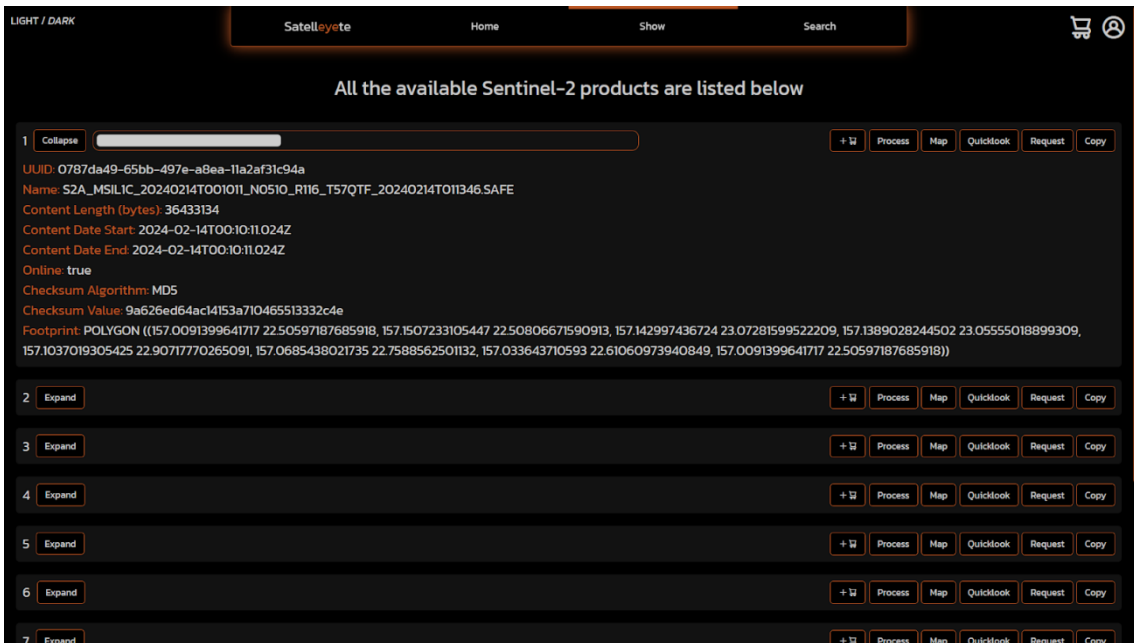 LIGHT / DARK
Satelleyete Home Show Search
All the available Sentinel-2 products are listed below
1 Collapse + Process Map Quicklook Request Copy
UUID: 0787da49-65bb-497e-a8ea-11a2af31c94a
Name: S2A_MSIL1C_20240214T001011_N0510_R116_T57QTF_20240214T011346.SAFE
Content Length (bytes): 36433134
Content Date Start: 2024-02-14T00:10:11.024Z
Content Date End: 2024-02-14T00:10:11.024Z
Online: true
Checksum Algorithm: MD5
Checksum Value: 9a626ed64ac14153a710465513332c4e
Footprint: POLYGON ((157.0091399641717 22.50597187685918, 157.1507233105447 22.50806671590913, 157.142997436724 23.07281599522209, 157.1389028244502 23.05555018899309,
157.1037019305425 22.90717770265091, 157.0685438021735 22.7588562501132, 157.033643710593 22.61060973940849, 157.0091399641717 22.50597187685918))
2 Expand + Process Map Quicklook Request Copy
3 Expand + Process Map Quicklook Request Copy
4 Expand + Process Map Quicklook Request Copy
5 Expand + Process Map Quicklook Request Copy
6 Expand + Process Map Quicklook Request Copy
7 Expand + Process Map Quicklook Request Copy